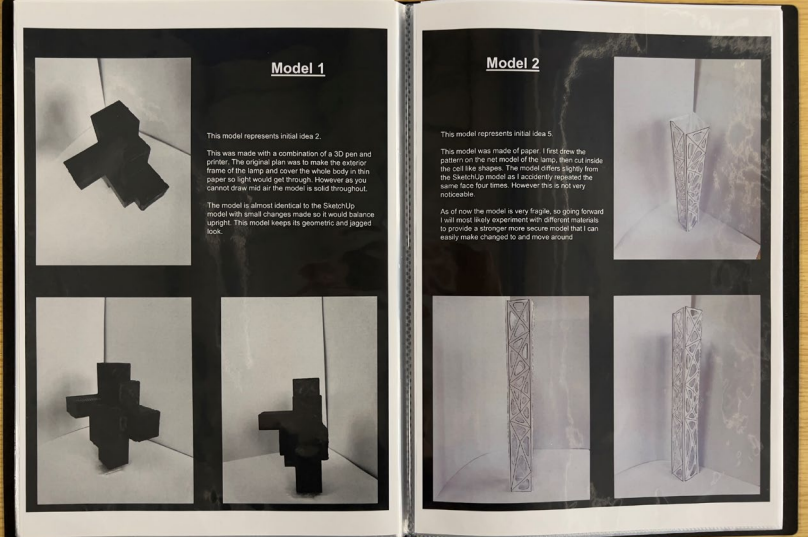 Model 1
This model represents initial idea 2.
This was made with a combination of a 3D pen and
printer. The original plan was to make the exterior
frame of the lamp and cover the whole body in thin
paper so light would get through. However as you
cannot draw mid air the model is solid throughout.
The model is almost identical to the SketchUp
model with small changes made so it would balance
upright. This model keeps its geometric and jagged
look.
Model 2
This model represents initial idea 5.
This model was made of paper. I first drew the
pattern on the net model of the lamp, then cut inside
the cell like shapes. The model differs slightly from
the SketchUp model as I accidently repeated the
same face four times. However this is not very
noticeable.
As of now the model is very fragile, so going forward
I will most likely experiment with different materials
to provide a stronger more secure model that I can
easily make changed to and move around